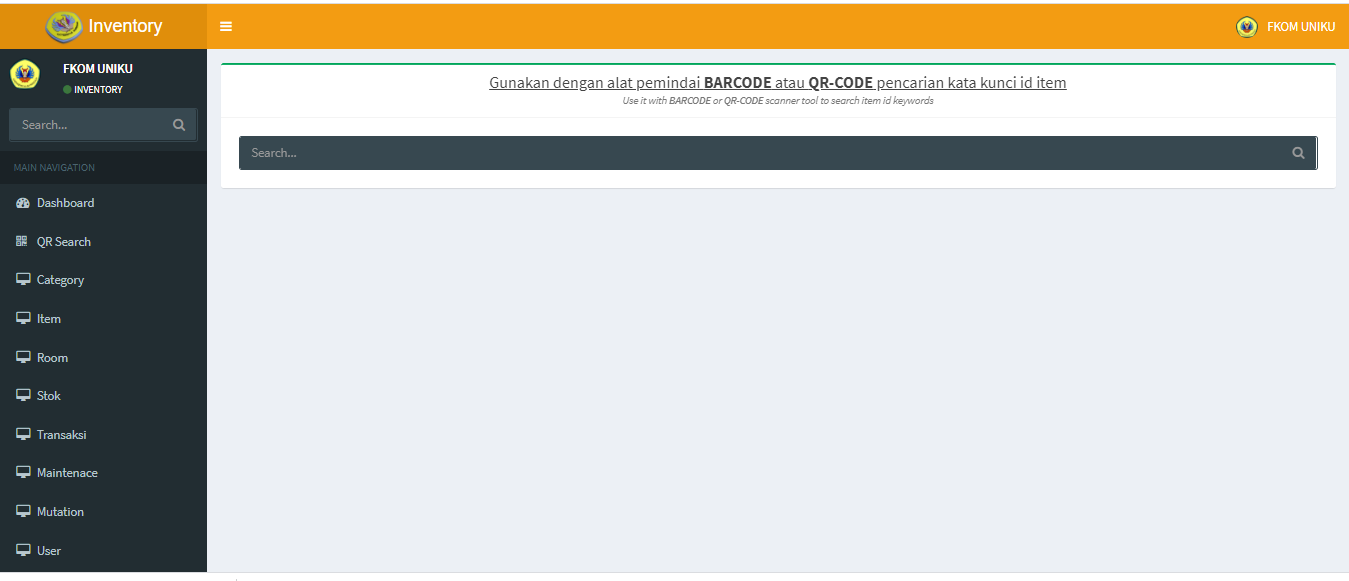 Inventory
FKOM UNIKU
FKOM UNIKU
INVENTORY
Search...
MAIN NAVIGATION
Dashboard
QR Search
Category
Item
Room
Stok
Transaksi
Maintenace
Mutation
User
Gunakan dengan alat pemindai BARCODE atau QR-CODE pencarian kata kunci id item
Use it with BARCODE or QR-CODE scanner tool to search item id keywords
Search...